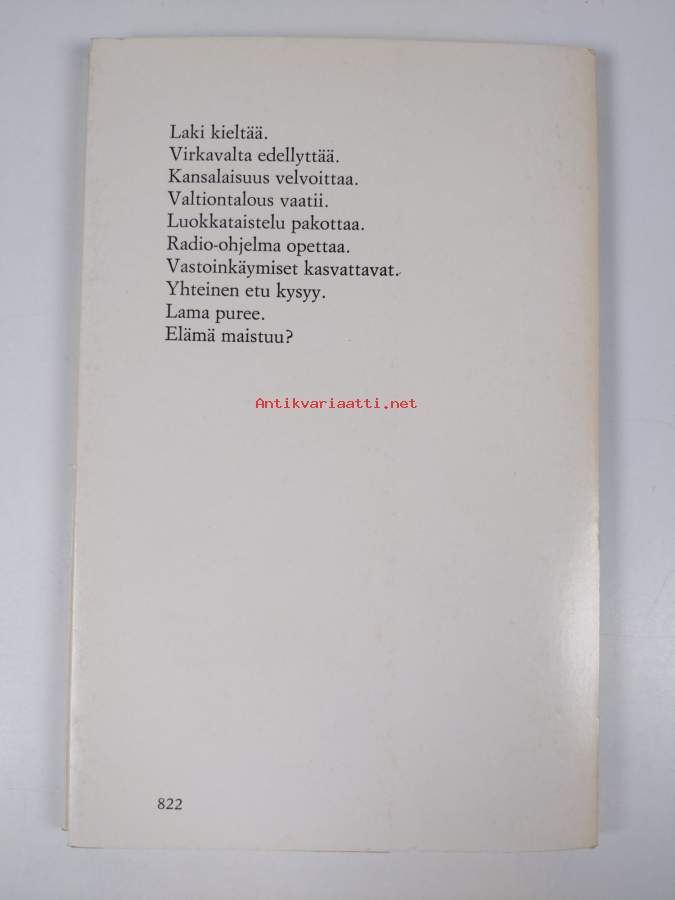 Laki kieltää.
Virkavalta edellyttää.
Kansalaisuus velvoittaa.
Valtiontalous vaatii.
Luokkataistelu pakottaa.
Radio-ohjelma opettaa.
Vastoinkäymiset kasvattavat.
Yhteinen etu kysyy.
Lama puree.
Elämä maistuu?
Antikvariaatti.net
822